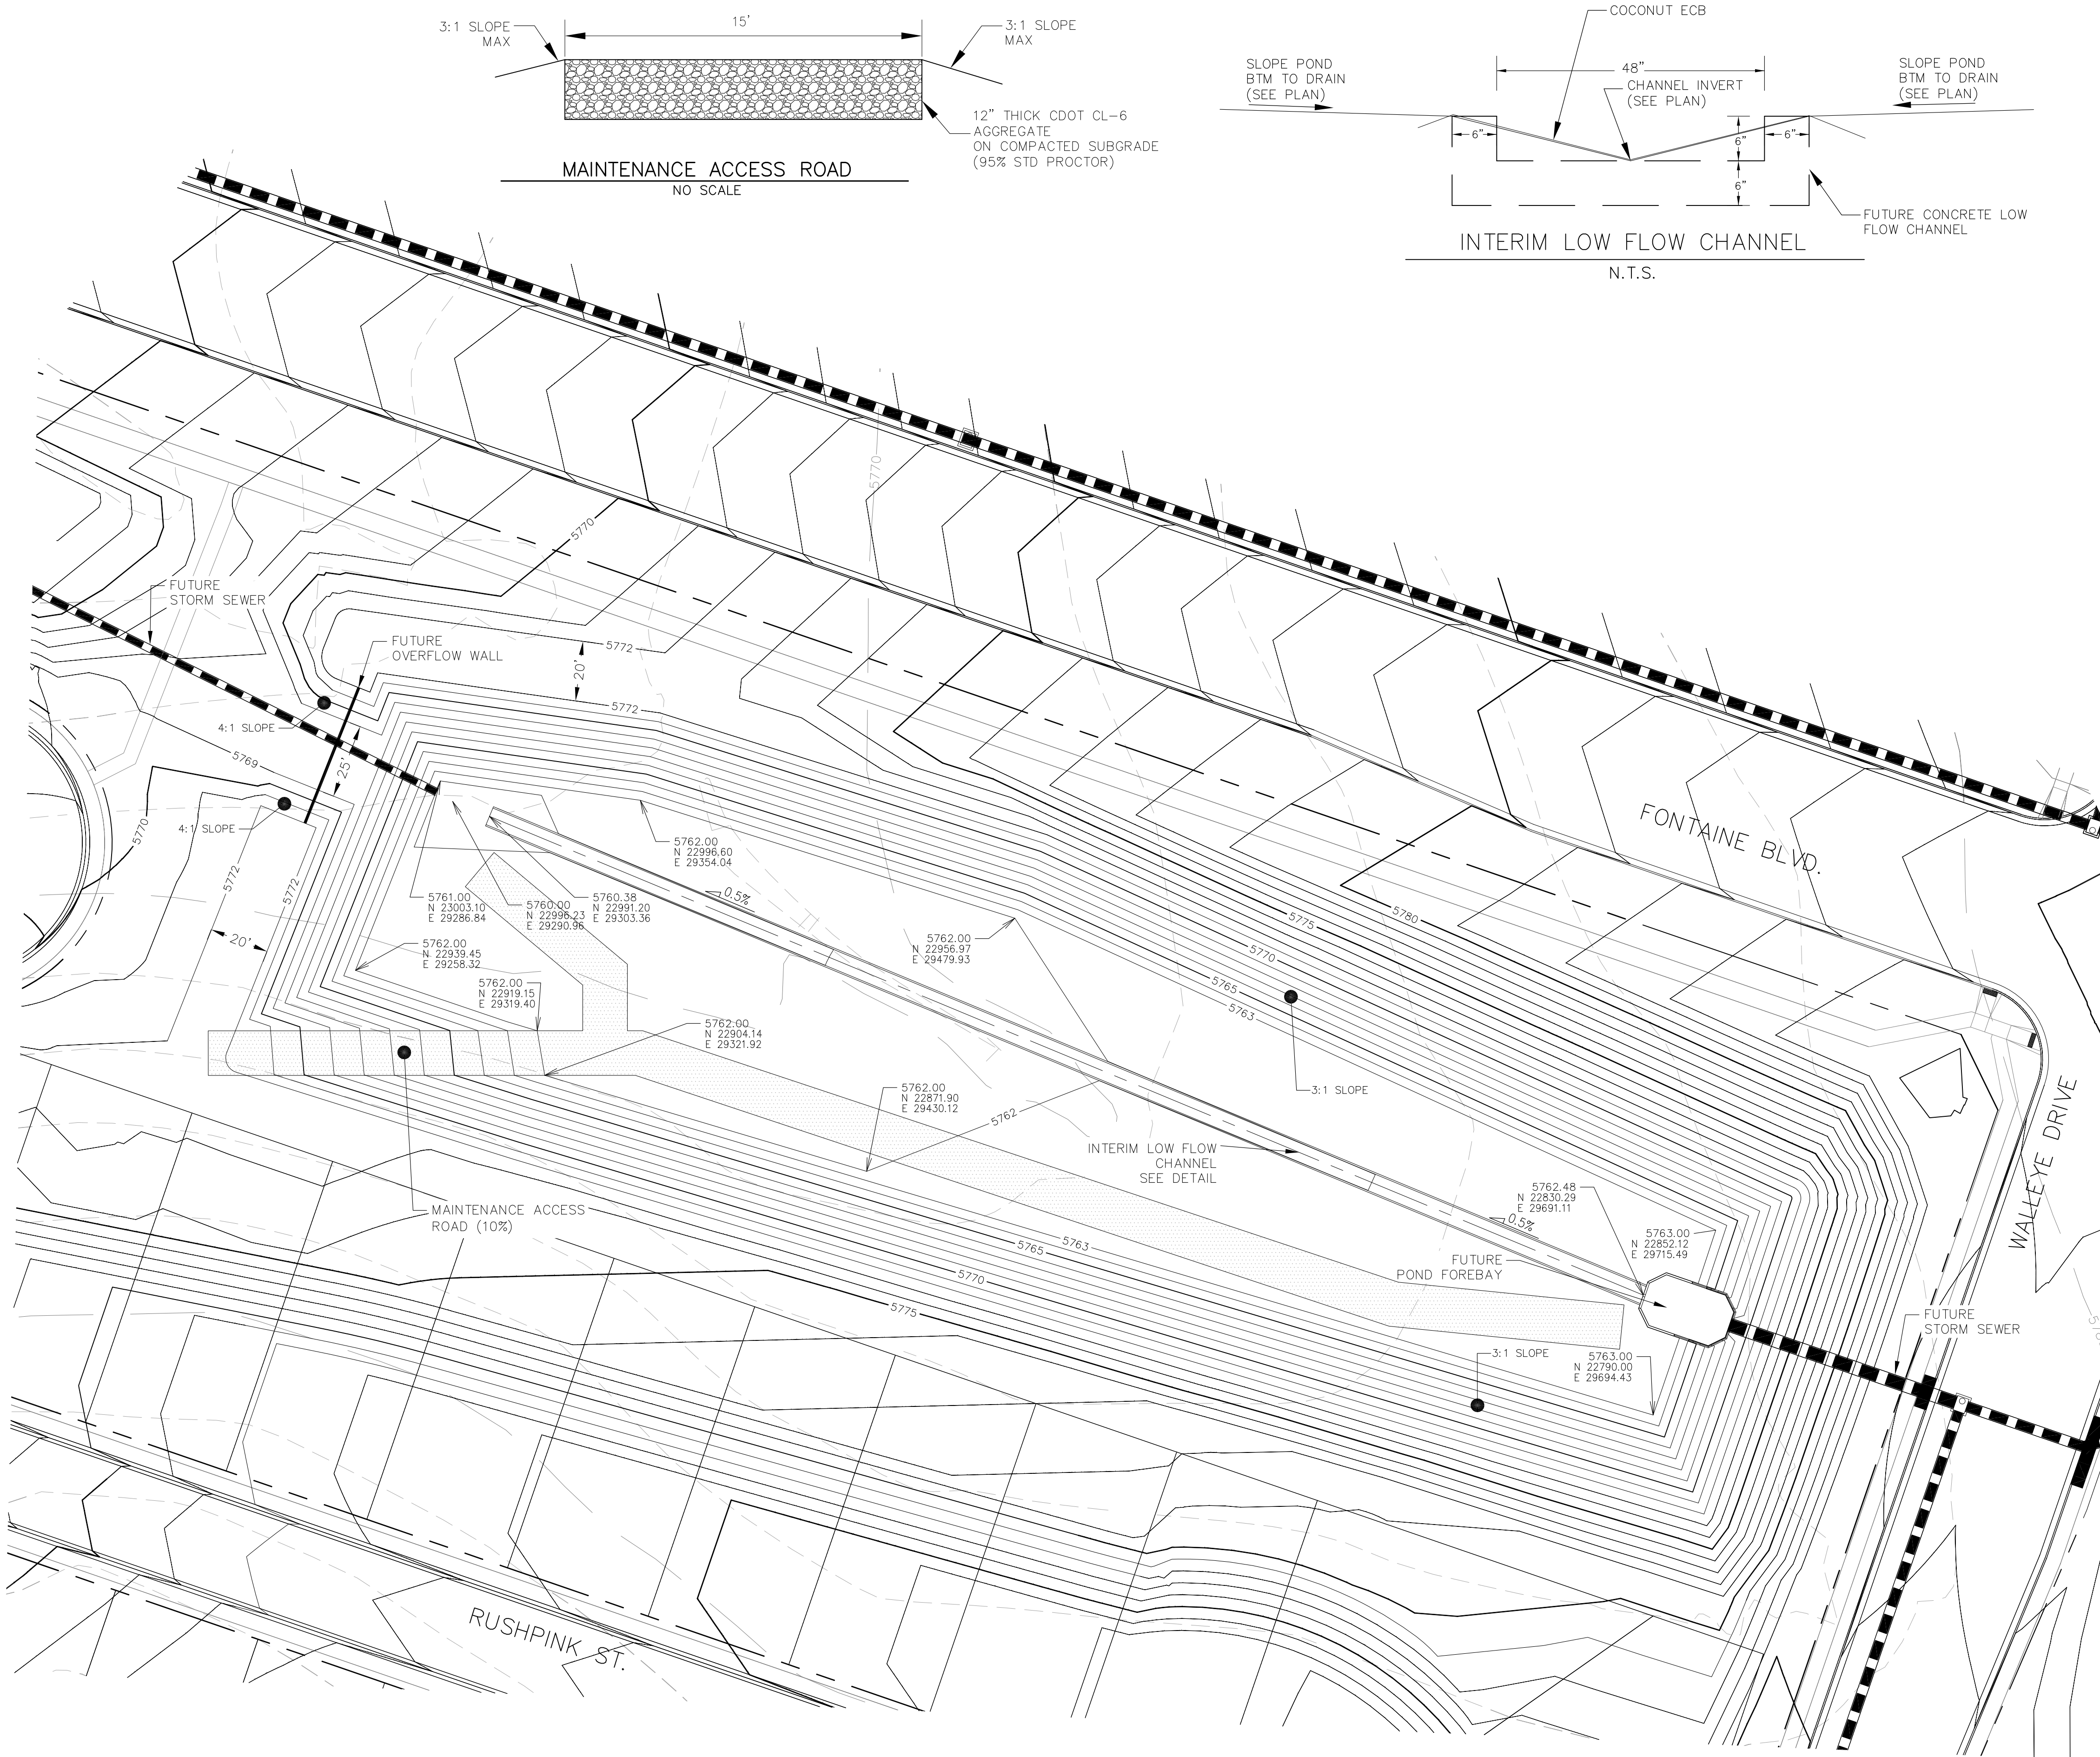 3:1 SLOPE
MAX
15'
3:1 SLOPE
MAX
12" THICK CDOT CL-6
AGGREGATE
ON COMPACTED SUBGRADE
(95% STD PROCTOR)
MAINTENANCE ACCESS ROAD
NO SCALE
COCONUT ECB
SLOPE POND
BTM TO DRAIN
(SEE PLAN)
48"
CHANNEL INVERT
(SEE PLAN)
SLOPE POND
BTM TO DRAIN
(SEE PLAN)
6"
6"
6"
6"
FUTURE CONCRETE LOW
FLOW CHANNEL
INTERIM LOW FLOW CHANNEL
N.T.S.
5770
5770
FUTURE
STORM SEWER
FUTURE
OVERFLOW WALL
5772
20'
5772
4:1 SLOPE
5769
25'
4:1 SLOPE
5770
5772
5772
20'
FONTAINE BLVD.
5762.00
N 22996.60
E 29354.04
5761.00
N 23003.10
E 29286.84
5760.00
N 22996.23
E 29290.96
5760.38
N 22991.20
E 29303.36
0.5%
5762.00
N 22939.45
E 29258.32
5762.00
N 22919.15
E 29319.40
5762.00
N 22956.97
E 29479.93
5780
5775
5770
5765
5763
5762.00
N 22904.14
E 29321.92
5762.00
N 22871.90
E 29430.12
5762
3:1 SLOPE
INTERIM LOW FLOW
CHANNEL
SEE DETAIL
WALLEYE DRIVE
MAINTENANCE ACCESS
ROAD (10%)
5762.48
N 22830.29
E 29691.11
0.5%
5763.00
N 22852.12
E 29715.49
5763
5765
5770
5775
FUTURE
POND FOREBAY
FUTURE
STORM SEWER
3:1 SLOPE
5763.00
N 22790.00
E 29694.43
RUSHPINK ST.